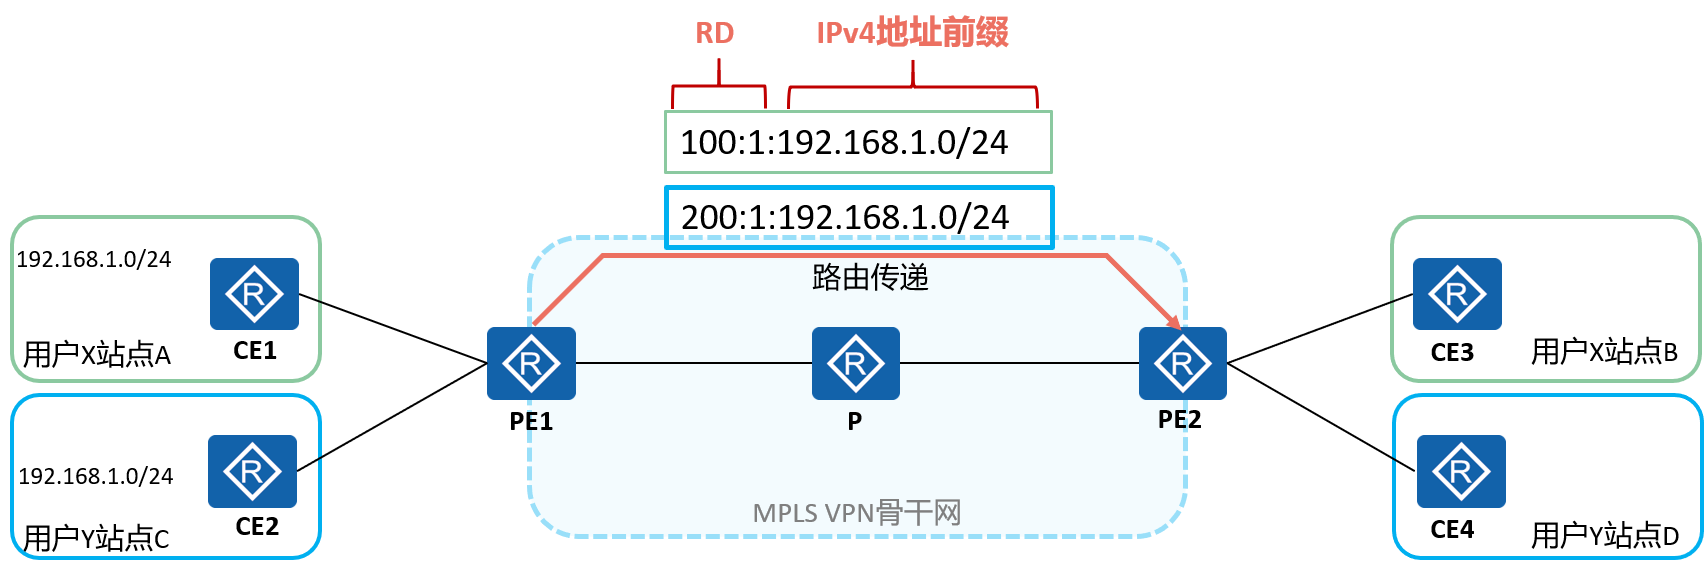 RD
IPv4地址前缀
100:1:192.168.1.0/24
200:1:192.168.1.0/24
路由传递
192.168.1.0/24
R
CE1
用户X站点A
192.168.1.0/24
R
CE2
用户Y站点C
R
PE1
R
P
R
PE2
MPLS VPN骨干网
R
CE3
用户X站点B
R
CE4
用户Y站点D